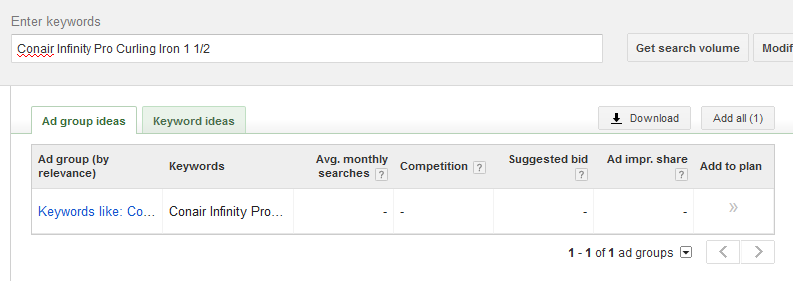 Enter keywords
Conair Infinity Pro Curling Iron 1 1/2
Get search volume
Modif
Ad group ideas
Keyword ideas
Download
Add all (1)
Ad group (by relevance)
Keywords
Avg. monthly searches ?
Competition ?
Suggested bid ?
Ad impr. share ?
Add to plan
Keywords like: Co...
Conair Infinity Pro...
-
-
-
-
»
1 - 1 of 1 ad groups